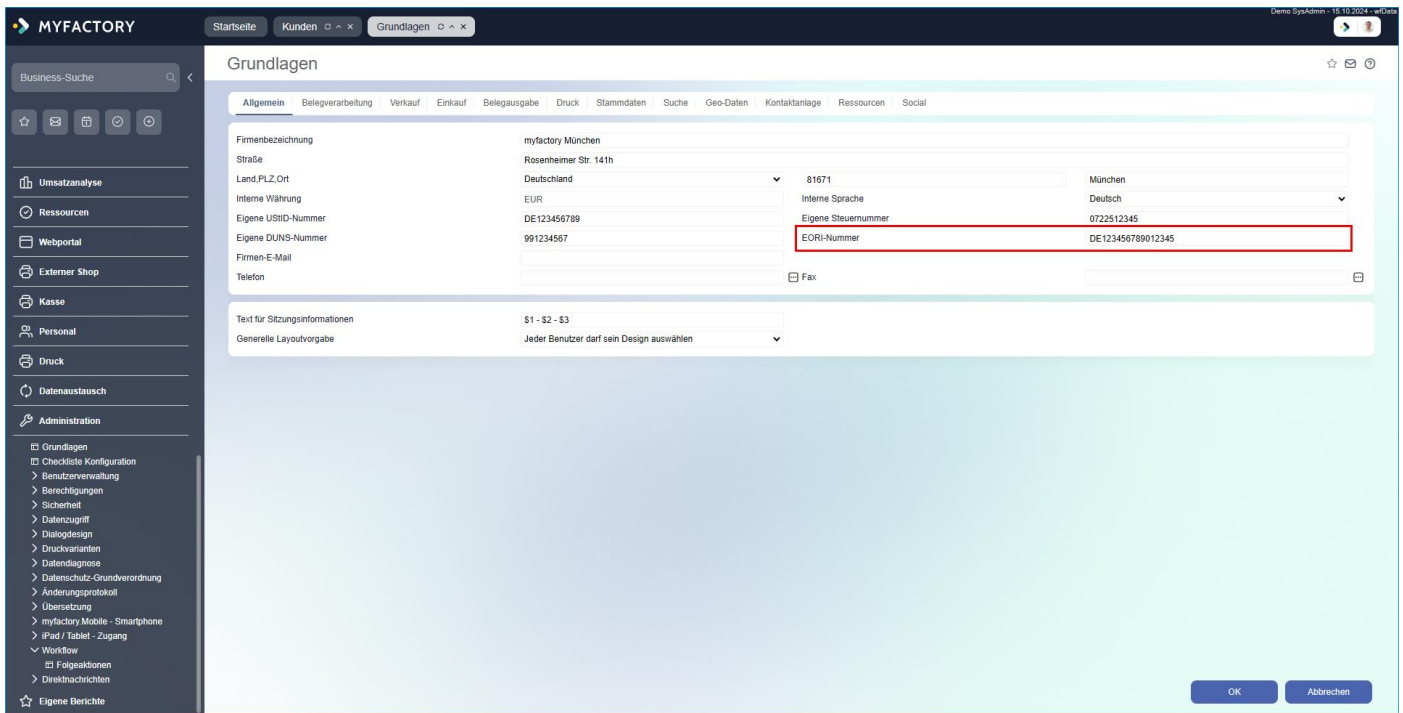 Demo SysAdmin - 15.10.2024 - wfData
MYFACTORY
Startseite
Kunden
Grundlagen
Business-Suche
Umsatzanalyse
Ressourcen
Webportal
Externer Shop
Kasse
Personal
Druck
Datenaustausch
Administration
Grundlagen
Checkliste Konfiguration
Benutzerverwaltung
Berechtigungen
Sicherheit
Datenzugriff
Dialogdesign
Druckvarianten
Datendiagnose
Datenschutz-Grundverordnung
Änderungsprotokoll
Übersetzung
myfactory.Mobile - Smartphone
iPad / Tablet - Zugang
Workflow
Folgeaktionen
Direktnachrichten
Eigene Berichte
Grundlagen
Allgemein Belegverarbeitung Verkauf Einkauf Belegausgabe Druck Stammdaten Suche Geo-Daten Kontaktanlage Ressourcen Social
Firmenbezeichnung myfactory München
Straße Rosenheimer Str. 141h
Land,PLZ,Ort Deutschland 81671 München
Interne Währung EUR Interne Sprache Deutsch
Eigene UStID-Nummer DE123456789 Eigene Steuernummer 0722512345
Eigene DUNS-Nummer 991234567 EORI-Nummer DE123456789012345
Firmen-E-Mail
Telefon Fax
Text für Sitzungsinformationen $1 - $2 - $3
Generelle Layoutvorgabe Jeder Benutzer darf sein Design auswählen
OK Abbrechen